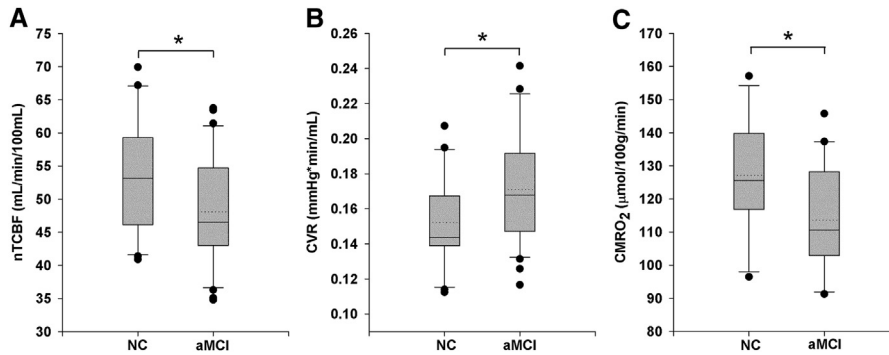 A
B
C
nTCBF (mL/min/100mL)
75
70
65
60
55
50
45
40
35
30
*
NC
aMCI
CVR (mmHg*min/mL)
0.26
0.24
0.22
0.20
0.18
0.16
0.14
0.12
0.10
*
NC
aMCI
CMRO2 (μmol/100g/min)
170
160
150
140
130
120
110
100
90
80
*
NC
aMCI